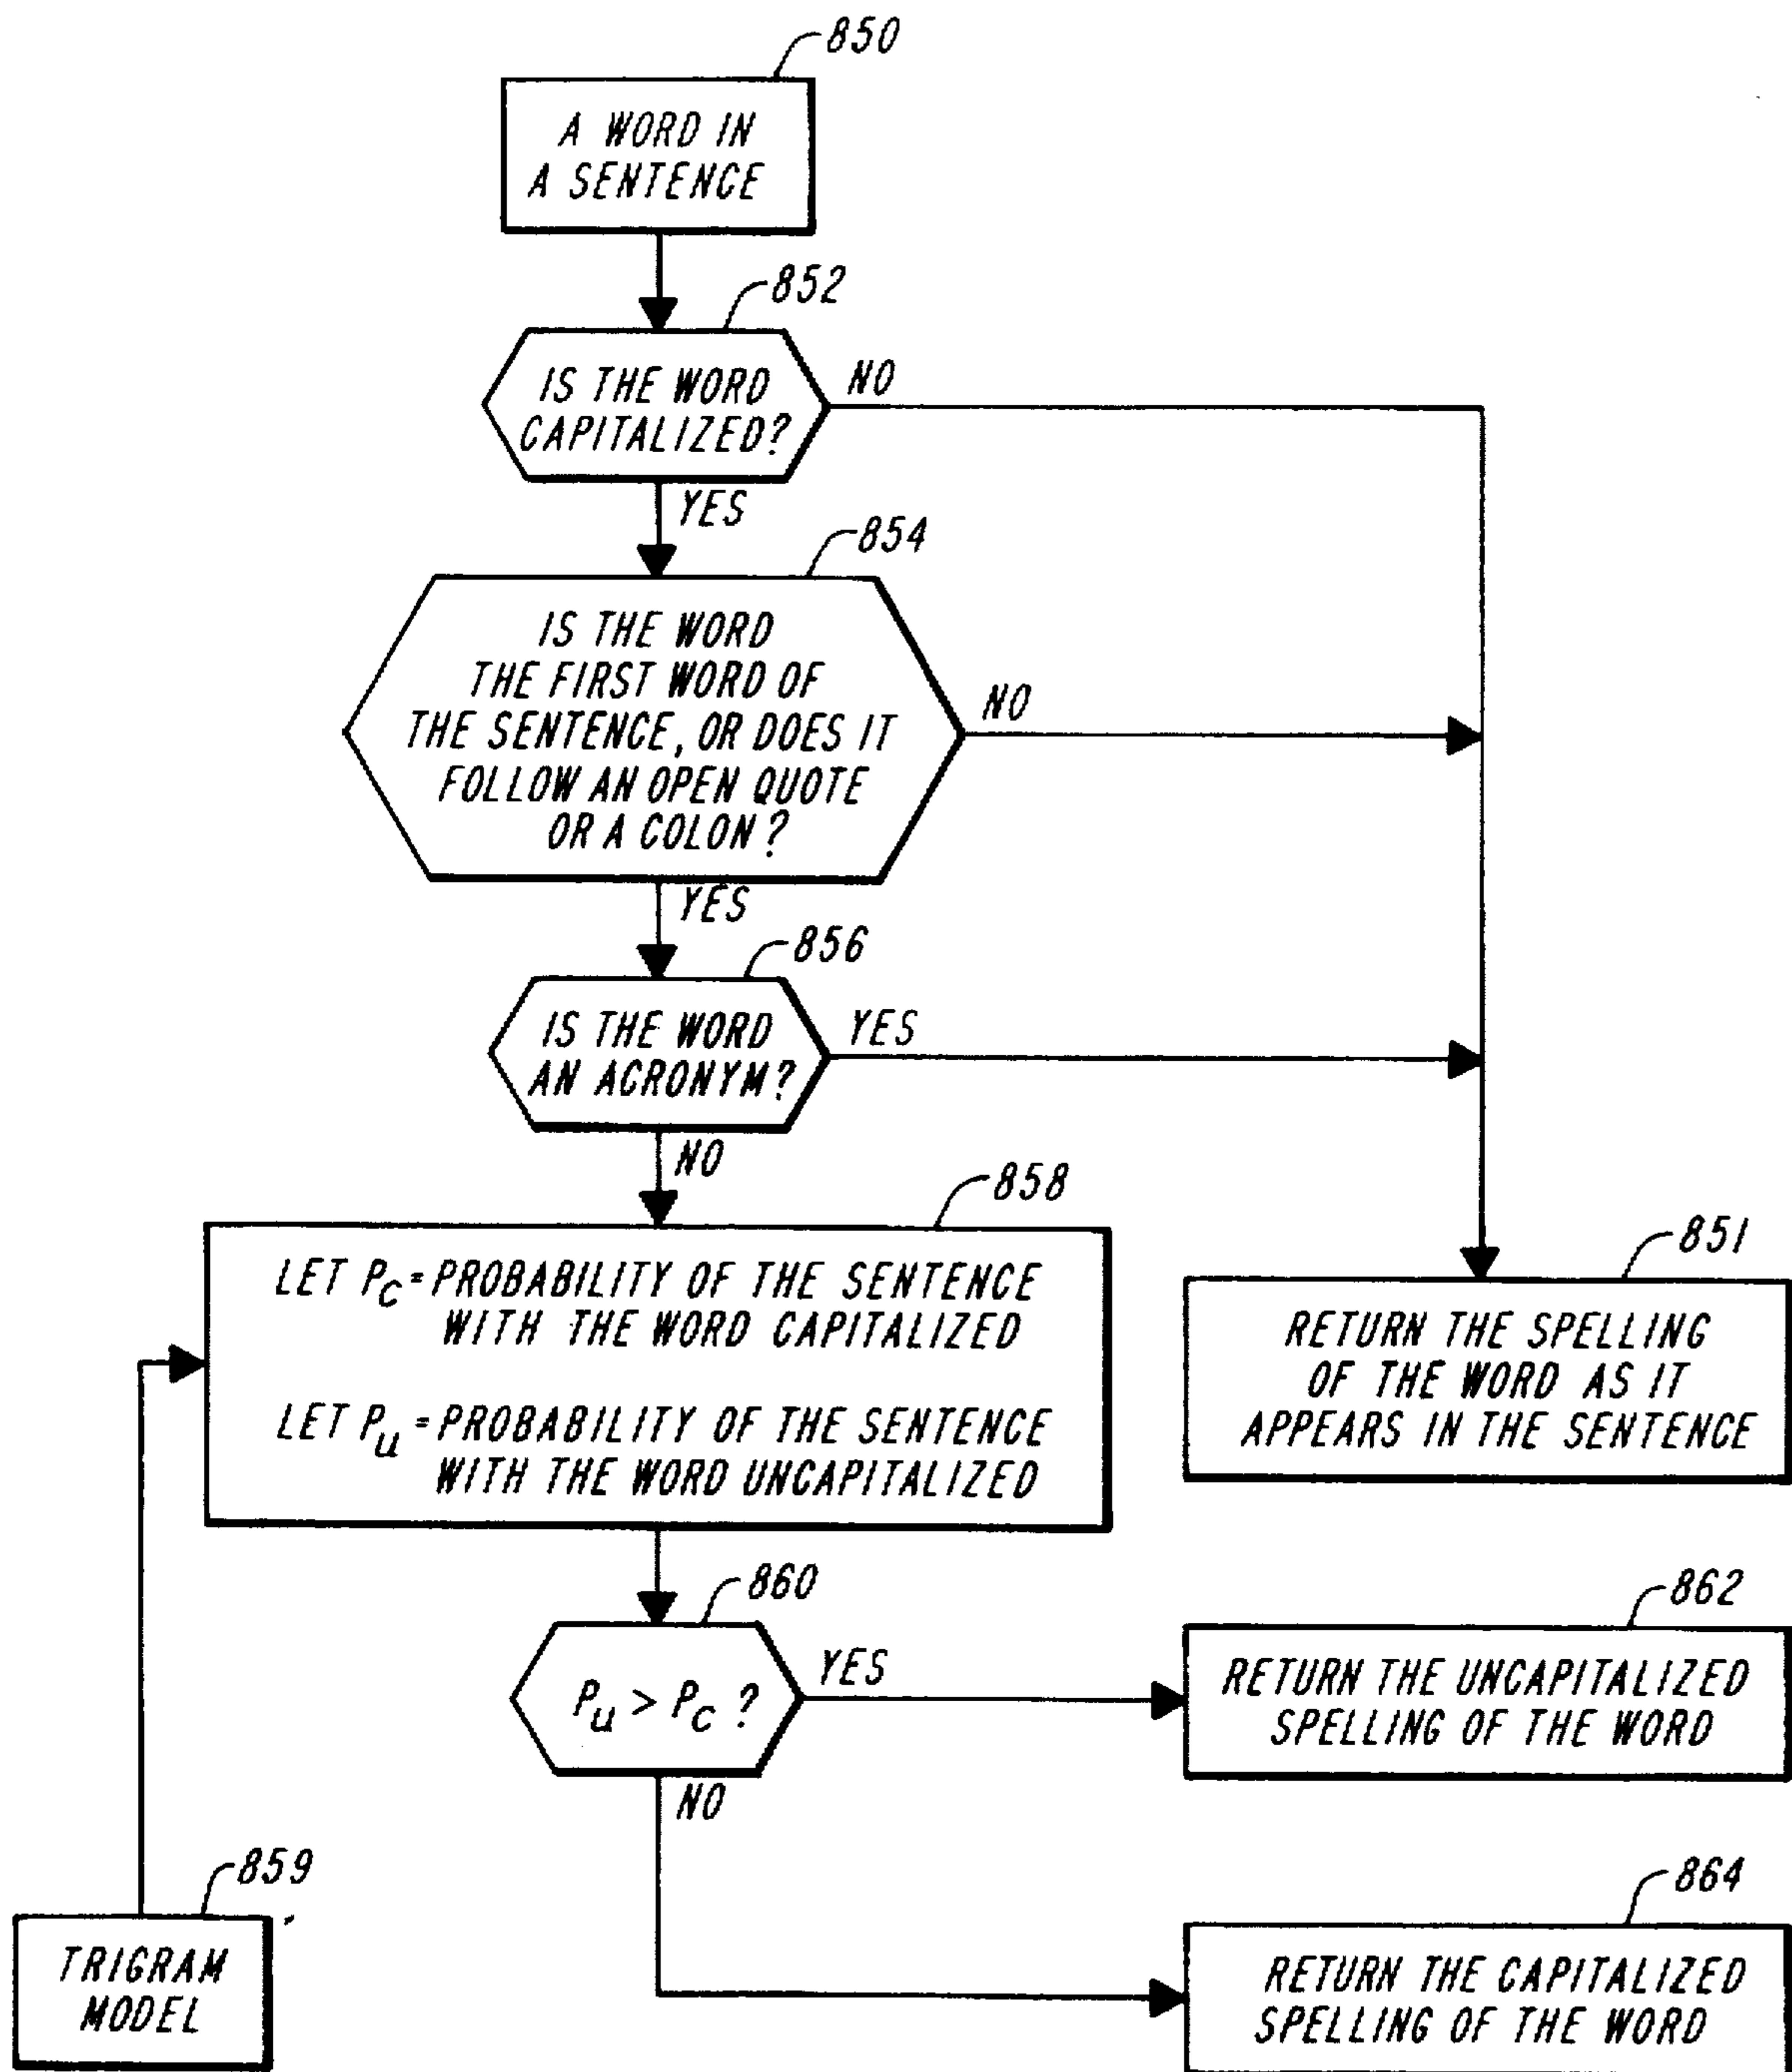 850
A WORD IN
A SENTENCE
852
IS THE WORD
CAPITALIZED?
NO
YES
854
IS THE WORD
THE FIRST WORD OF
THE SENTENCE, OR DOES IT
FOLLOW AN OPEN QUOTE
OR A COLON?
NO
YES
856
IS THE WORD
AN ACRONYM?
YES
NO
858
LET Pc = PROBABILITY OF THE SENTENCE
WITH THE WORD CAPITALIZED
LET Pu = PROBABILITY OF THE SENTENCE
WITH THE WORD UNCAPITALIZED
851
RETURN THE SPELLING
OF THE WORD AS IT
APPEARS IN THE SENTENCE
860
Pu > Pc ?
YES
NO
862
RETURN THE UNCAPITALIZED
SPELLING OF THE WORD
859
TRIGRAM
MODEL
864
RETURN THE CAPITALIZED
SPELLING OF THE WORD